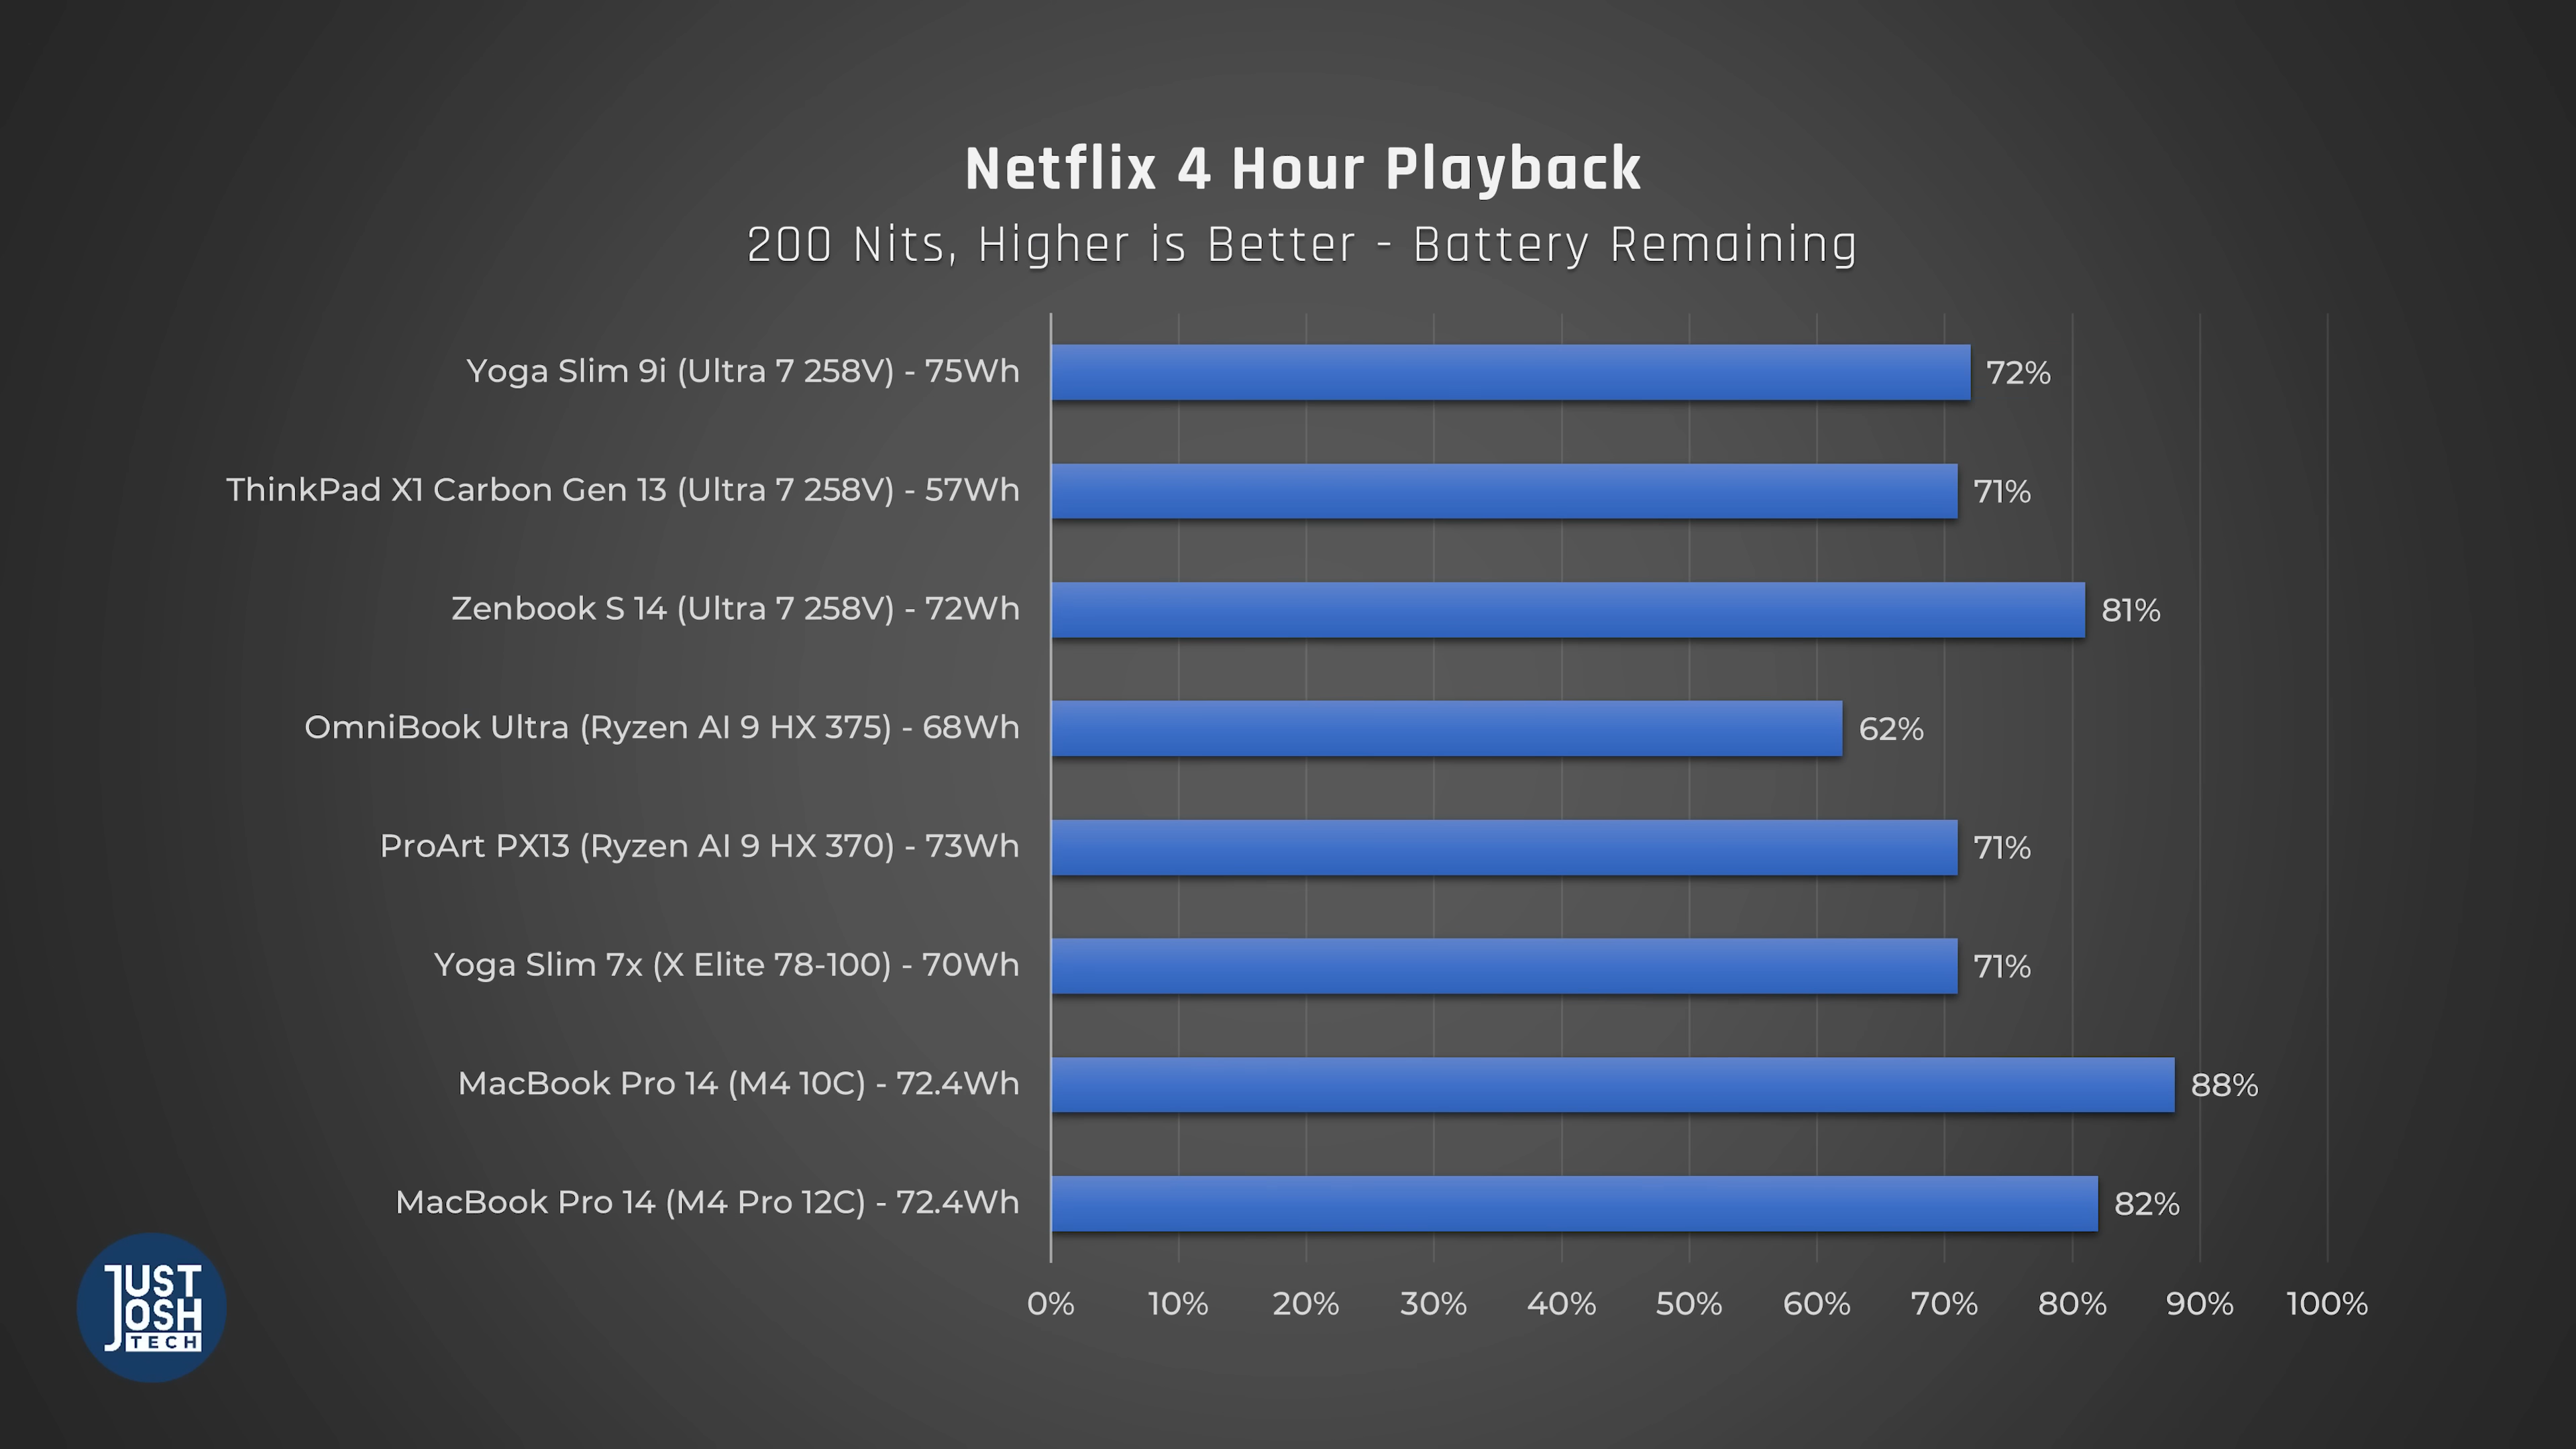 Netflix 4 Hour Playback
200 Nits, Higher is Better - Battery Remaining
Yoga Slim 9i (Ultra 7 258V) - 75Wh 72%
ThinkPad X1 Carbon Gen 13 (Ultra 7 258V) - 57Wh 71%
Zenbook S 14 (Ultra 7 258V) - 72Wh 81%
OmniBook Ultra (Ryzen AI 9 HX 375) - 68Wh 62%
ProArt PX13 (Ryzen AI 9 HX 370) - 73Wh 71%
Yoga Slim 7x (X Elite 78-100) - 70Wh 71%
MacBook Pro 14 (M4 10C) - 72.4Wh 88%
MacBook Pro 14 (M4 Pro 12C) - 72.4Wh 82%
0% 10% 20% 30% 40% 50% 60% 70% 80% 90% 100%
JUST
JOSH
TECH